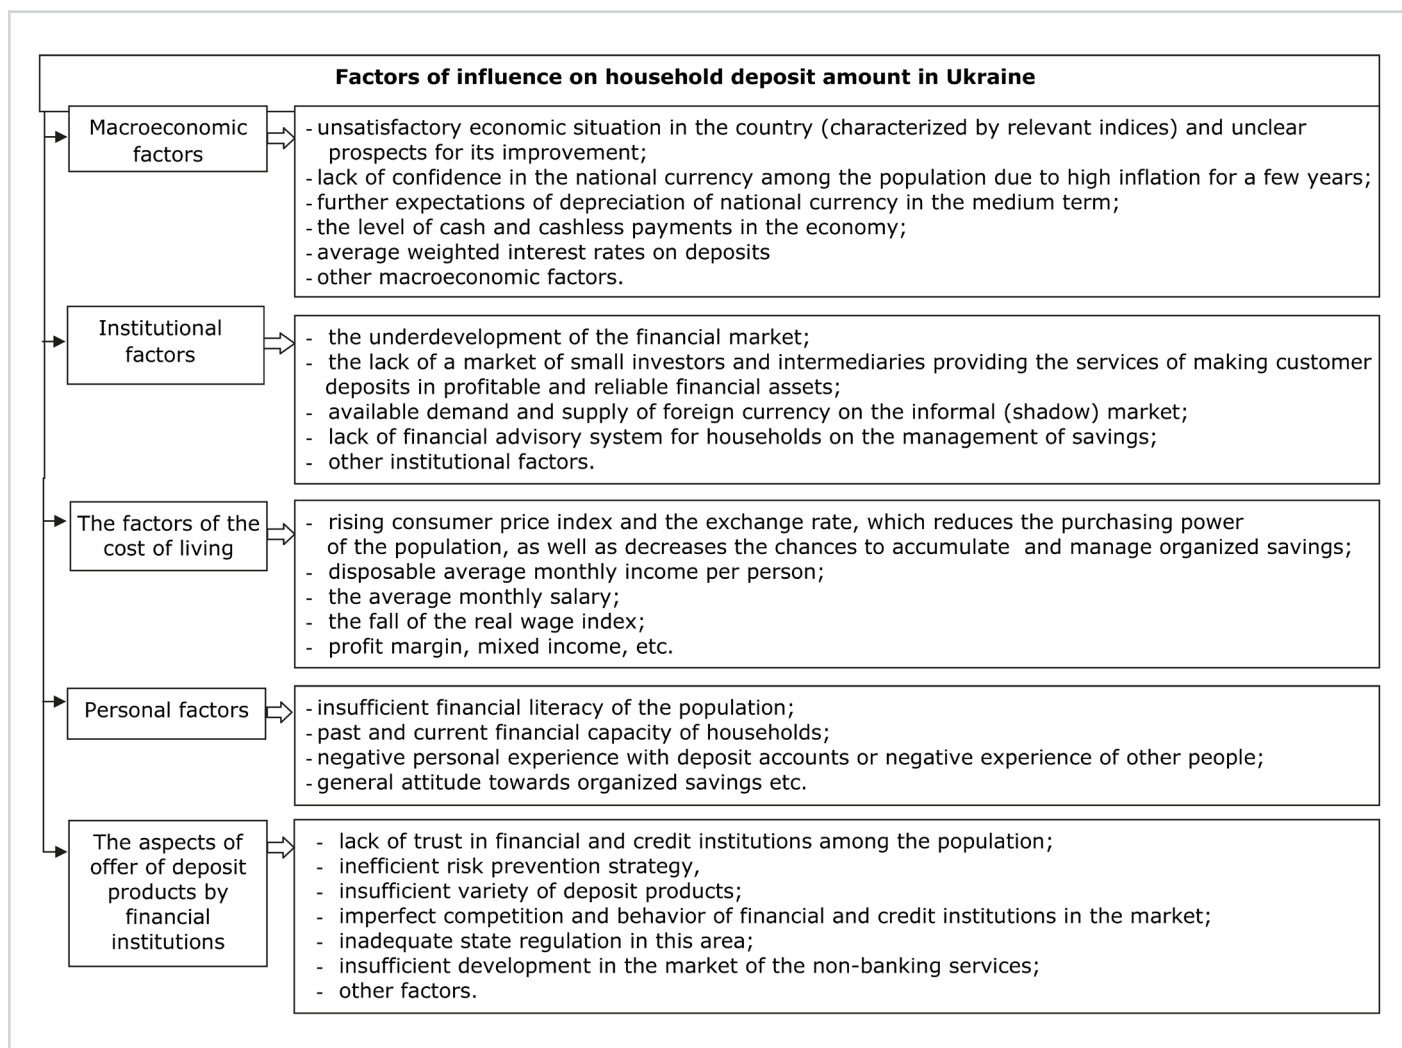 Factors of influence on household deposit amount in Ukraine
Macroeconomic
factors
- unsatisfactory economic situation in the country (characterized by relevant indices) and unclear
prospects for its improvement;
- lack of confidence in the national currency among the population due to high inflation for a few years;
- further expectations of depreciation of national currency in the medium term;
- the level of cash and cashless payments in the economy;
- average weighted interest rates on deposits
- other macroeconomic factors.
Institutional
factors
- the underdevelopment of the financial market;
- the lack of a market of small investors and intermediaries providing the services of making customer
deposits in profitable and reliable financial assets;
- available demand and supply of foreign currency on the informal (shadow) market;
- lack of financial advisory system for households on the management of savings;
- other institutional factors.
The factors of the
cost of living
- rising consumer price index and the exchange rate, which reduces the purchasing power
of the population, as well as decreases the chances to accumulate and manage organized savings;
- disposable average monthly income per person;
- the average monthly salary;
- the fall of the real wage index;
- profit margin, mixed income, etc.
Personal factors
- insufficient financial literacy of the population;
- past and current financial capacity of households;
- negative personal experience with deposit accounts or negative experience of other people;
- general attitude towards organized savings etc.
The aspects of
offer of deposit
products by
financial
institutions
- lack of trust in financial and credit institutions among the population;
- inefficient risk prevention strategy,
- insufficient variety of deposit products;
- imperfect competition and behavior of financial and credit institutions in the market;
- inadequate state regulation in this area;
- insufficient development in the market of the non-banking services;
- other factors.